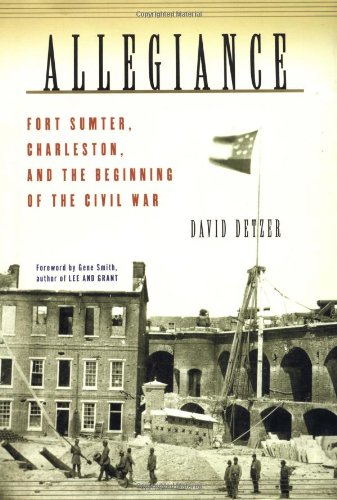 ALLEGIANCE
FORT SUMTER,
CHARLESTON,
AND THE BEGINNING
OF THE CIVIL WAR
DAVID DETZER
Foreword by Gene Smith,
author of LEE AND GRANT